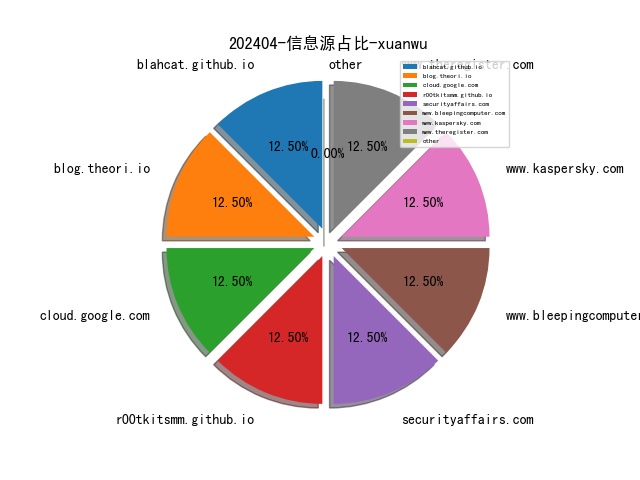 202404-信息源占比-xuanwu
blahcat.github.io
other
www.theregister.com
blahcat.github.io
blog.theori.io
cloud.google.com
r00tkitsmm.github.io
securityaffairs.com
www.bleepingcomputer.com
www.kaspersky.com
www.theregister.com
other
12.50%
0.00%
12.50%
blog.theori.io
www.kaspersky.com
12.50%
12.50%
12.50%
12.50%
cloud.google.com
www.bleepingcomputer
12.50%
12.50%
r00tkitsmm.github.io
securityaffairs.com